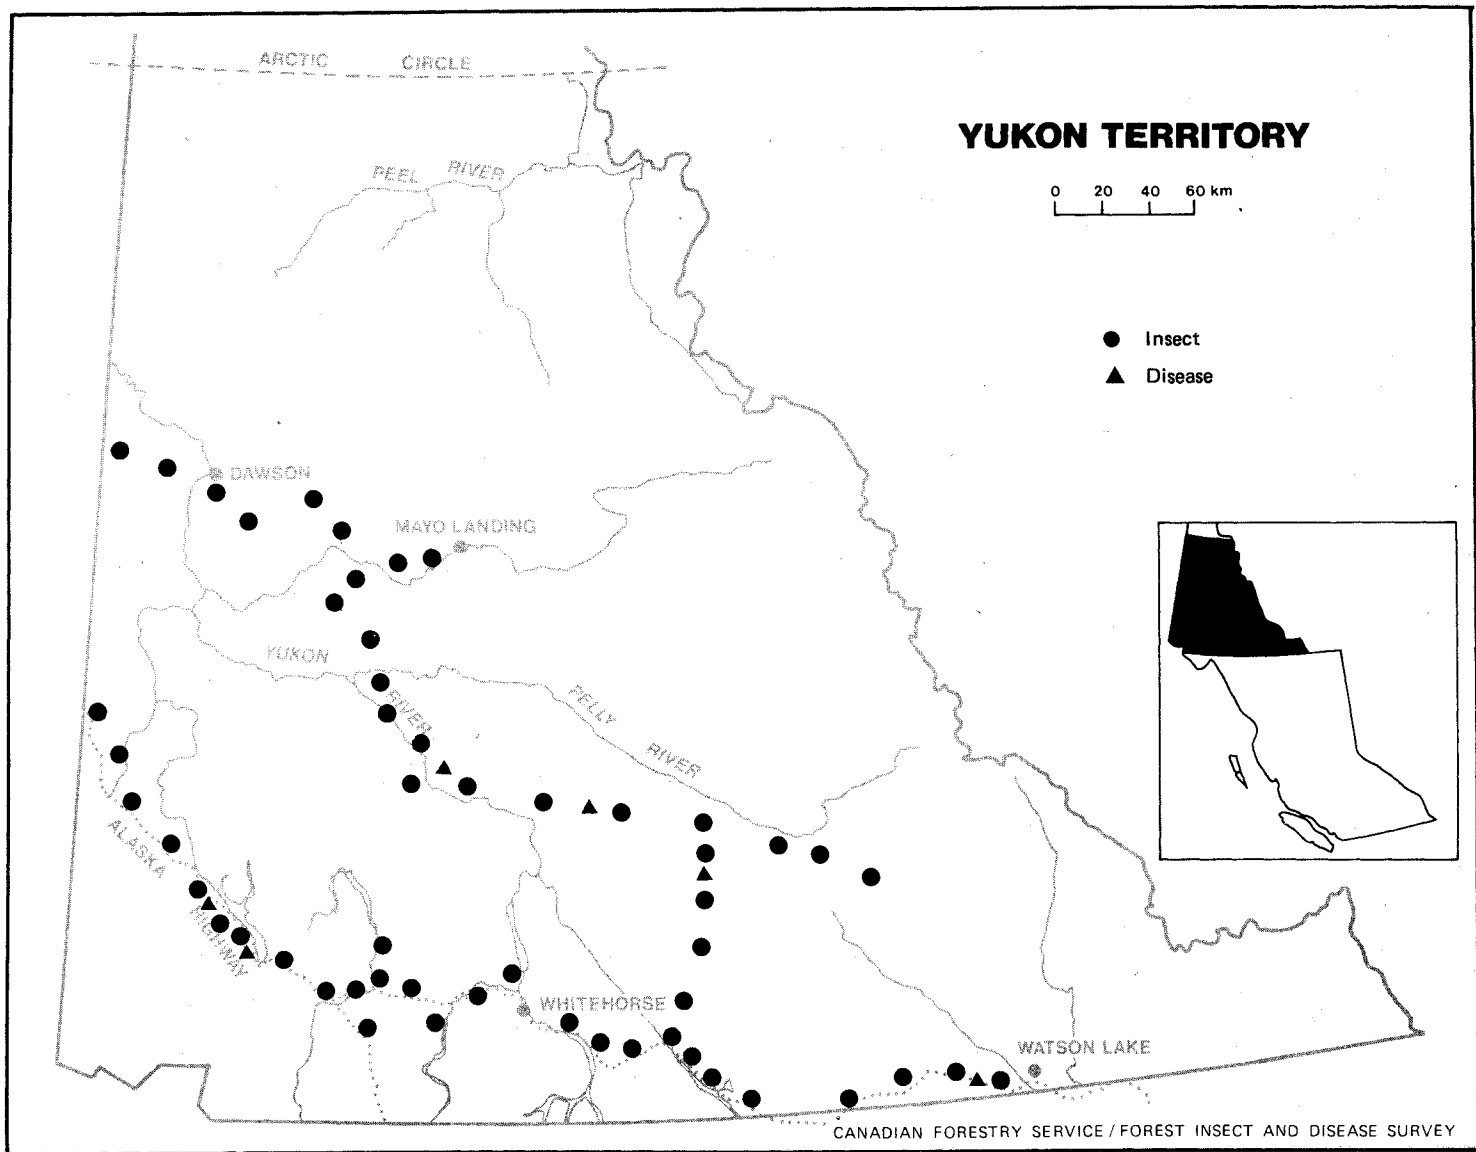 ARCTIC CIRCLE
YUKON TERRITORY
PEEL RIVER
0 20 40 60 km
Insect
Disease
DAWSON
MAYO LANDING
YUKON RIVER
PELLY RIVER
ALASKA HIGHWAY
WHITEHORSE
WATSON LAKE
CANADIAN FORESTRY SERVICE / FOREST INSECT AND DISEASE SURVEY